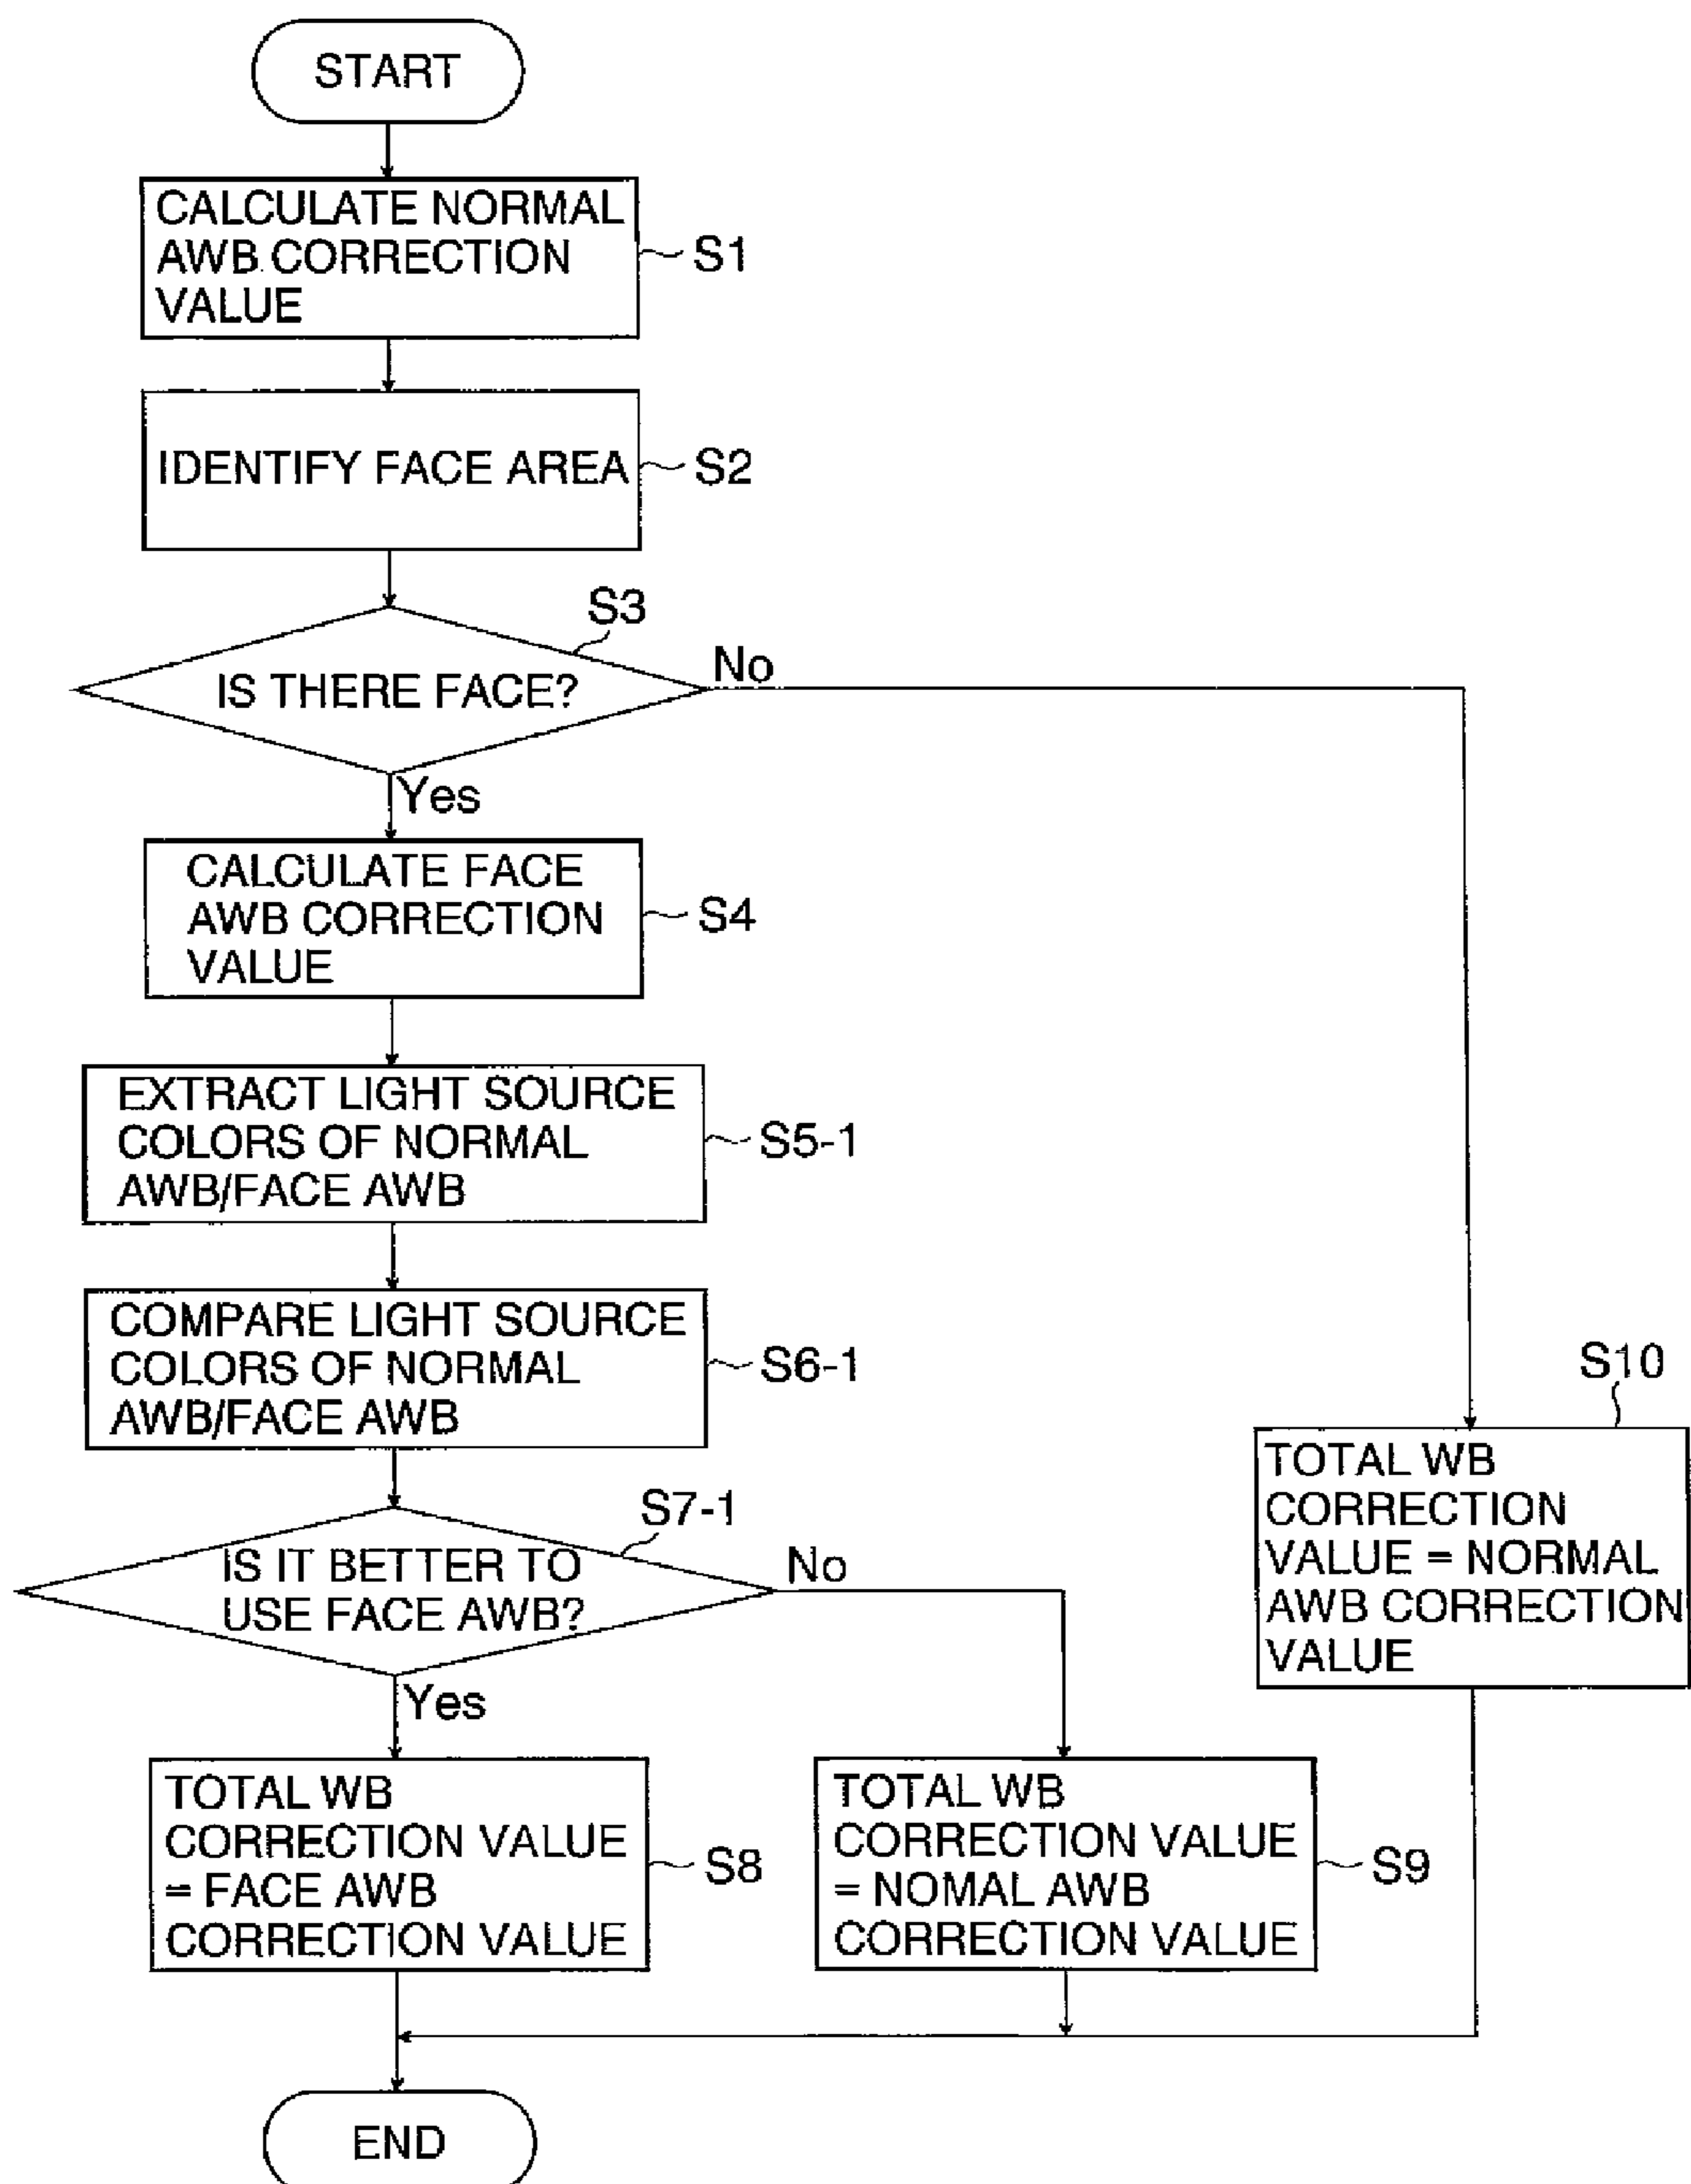 START
CALCULATE NORMAL
AWB CORRECTION
VALUE
S1
IDENTIFY FACE AREA
S2
S3
IS THERE FACE?
No
Yes
CALCULATE FACE
AWB CORRECTION
VALUE
S4
EXTRACT LIGHT SOURCE
COLORS OF NORMAL
AWB/FACE AWB
S5-1
COMPARE LIGHT SOURCE
COLORS OF NORMAL
AWB/FACE AWB
S6-1
S7-1
IS IT BETTER TO
USE FACE AWB?
No
Yes
S10
TOTAL WB
CORRECTION
VALUE = NORMAL
AWB CORRECTION
VALUE
TOTAL WB
CORRECTION VALUE
= FACE AWB
CORRECTION VALUE
S8
TOTAL WB
CORRECTION VALUE
= NOMAL AWB
CORRECTION VALUE
S9
END